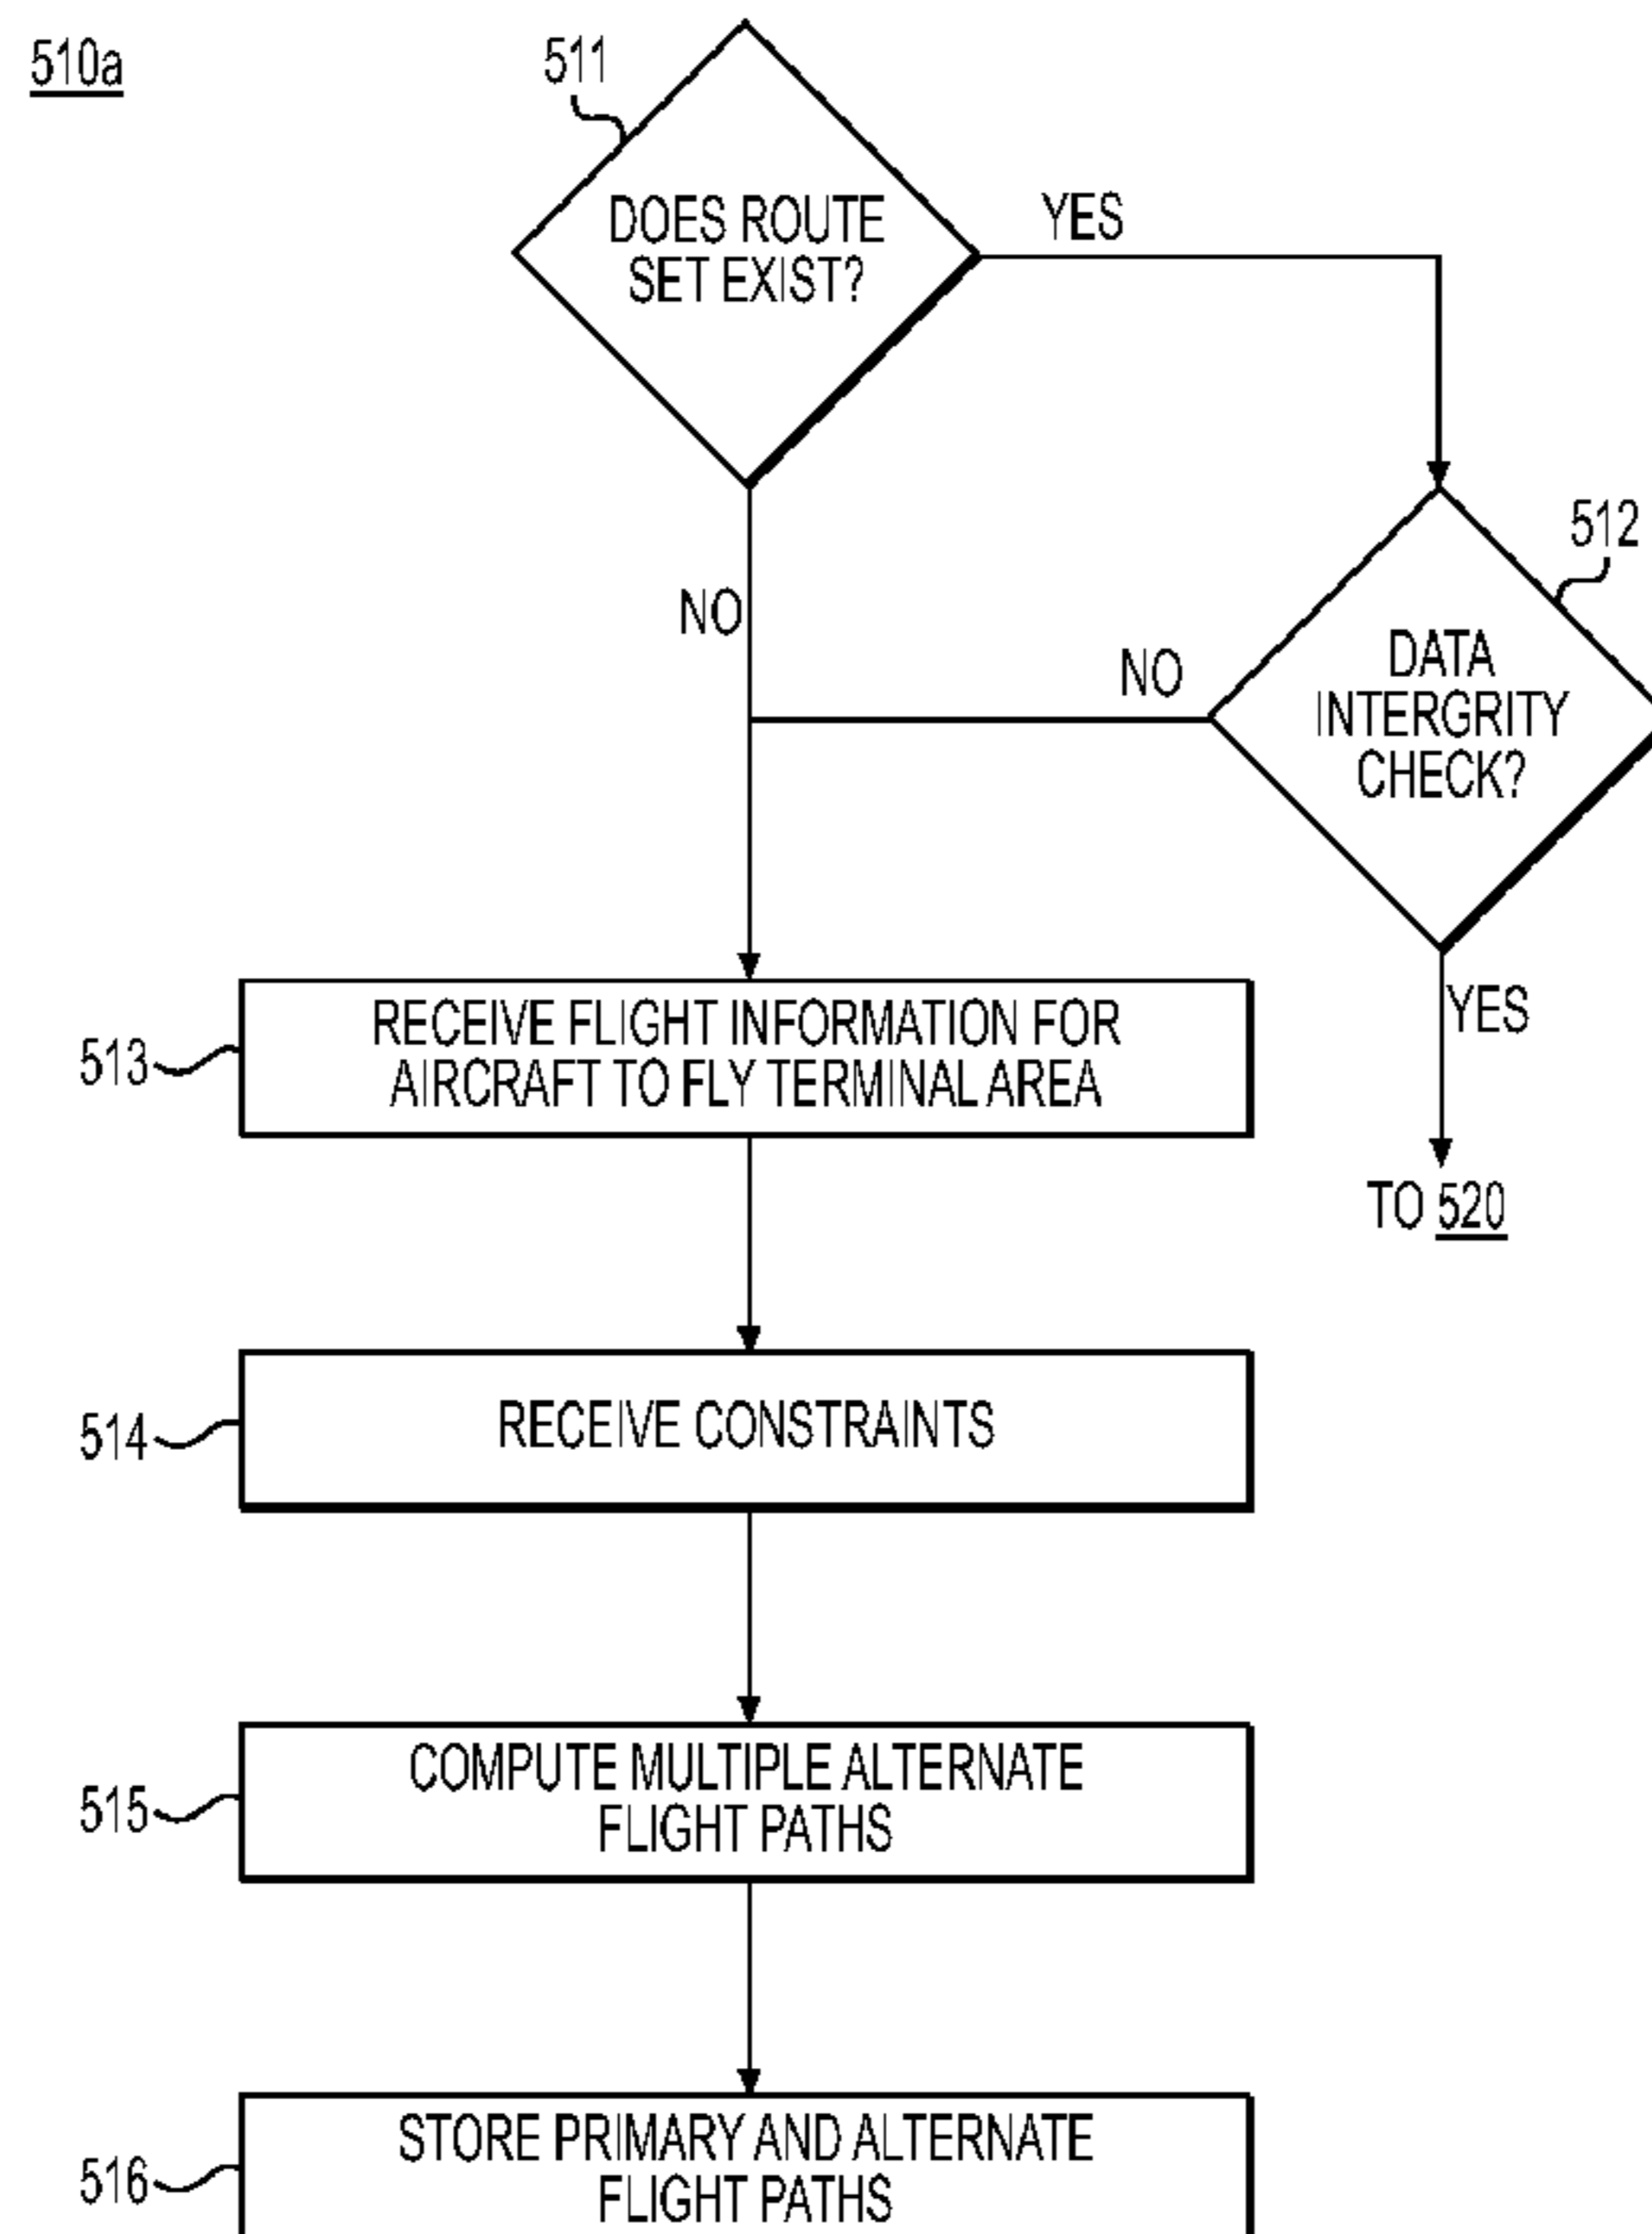 510a
511
DOES ROUTE
SET EXIST?
YES
512
NO
NO
DATA
INTERGRITY
CHECK?
YES
TO 520
513
RECEIVE FLIGHT INFORMATION FOR
AIRCRAFT TO FLY TERMINAL AREA
514
RECEIVE CONSTRAINTS
515
COMPUTE MULTIPLE ALTERNATE
FLIGHT PATHS
516
STORE PRIMARY AND ALTERNATE
FLIGHT PATHS